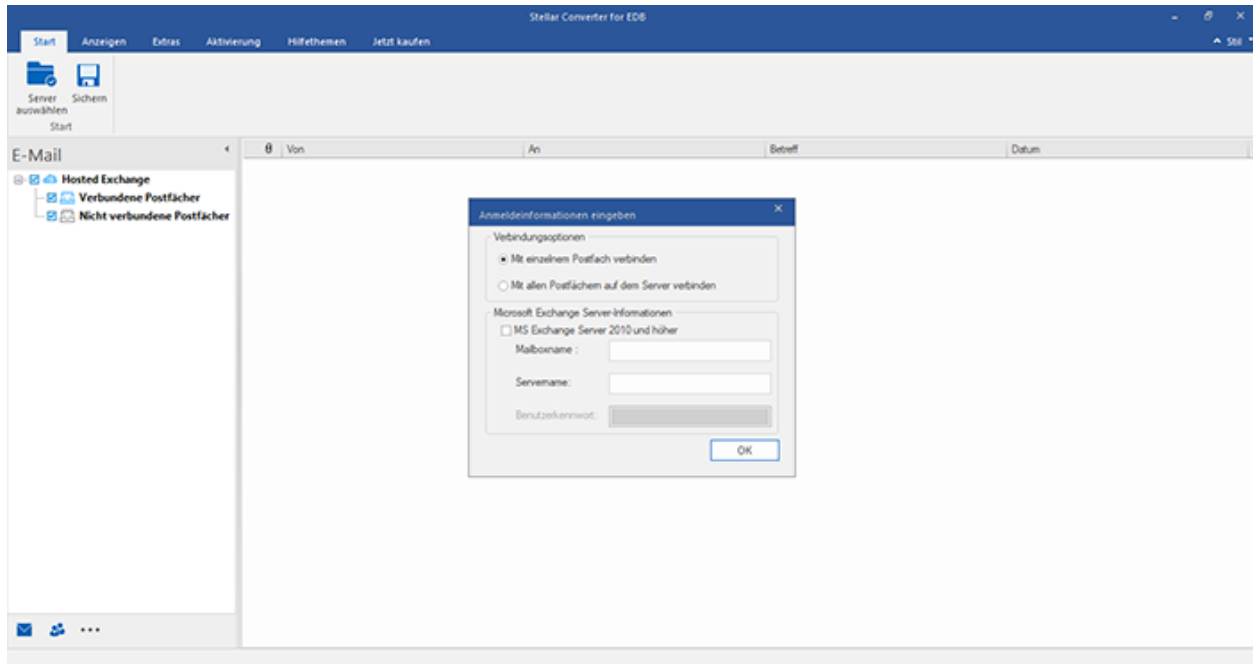 Stellar Converter for EDB
Start Anzeigen Extras Aktivierung Hilfethemen Jetzt kaufen
Stil
Server auswählen
Sichern
Start
E-Mail
Von An Betreff Datum
Hosted Exchange
Verbundene Postfächer
Nicht verbundene Postfächer
Anmeldeinformationen eingeben
Verbindungsoptionen
Mit einzelnem Postfach verbinden
Mit allen Postfächern auf dem Server verbinden
Microsoft Exchange Server-Informationen
MS Exchange Server 2010 und höher
Mailboxname :
Servername:
Benutzerkennwort:
OK